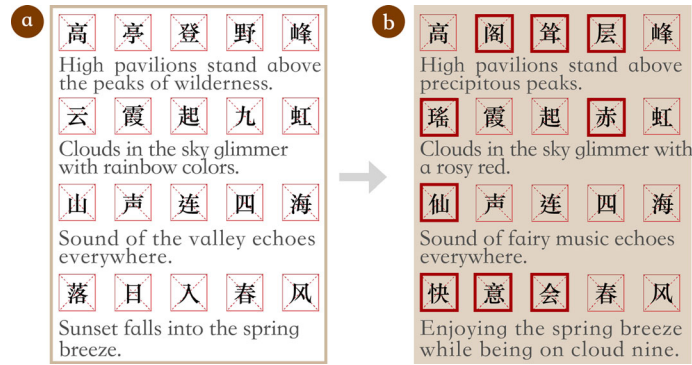 a
高亭登野峰
High pavilions stand above
the peaks of wilderness.
云霞起九虹
Clouds in the sky glimmer
with rainbow colors.
山声连四海
Sound of the valley echoes
everywhere.
落日入春风
Sunset falls into the spring
breeze.
b
高阁耸层峰
High pavilions stand above
precipitous peaks.
瑤霞起赤虹
Clouds in the sky glimmer with
a rosy red.
仙声连四海
Sound of fairy music echoes
everywhere.
快意会春风
Enjoying the spring breeze
while being on cloud nine.